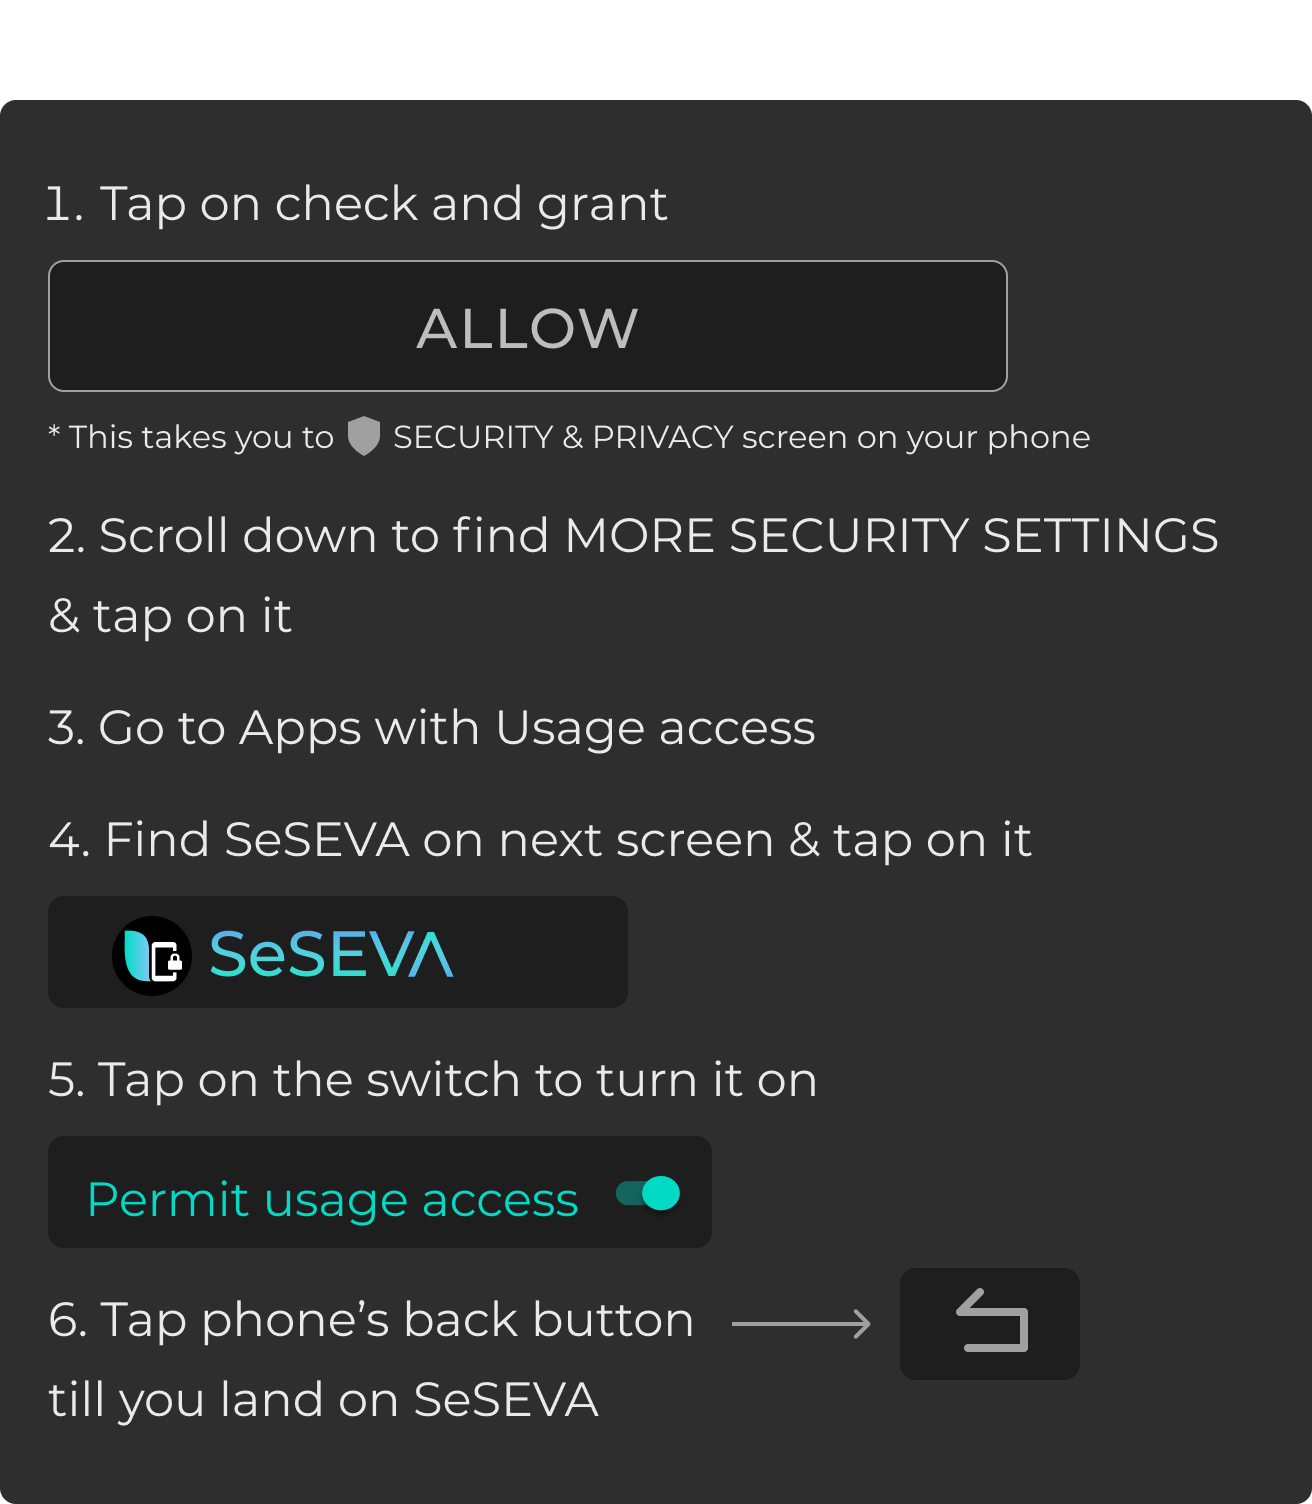 1. Tap on check and grant
ALLOW
* This takes you to SECURITY & PRIVACY screen on your phone
2. Scroll down to find MORE SECURITY SETTINGS
& tap on it
3. Go to Apps with Usage access
4. Find SeSEVA on next screen & tap on it
SeSEVA
5. Tap on the switch to turn it on
Permit usage access
6. Tap phone’s back button
till you land on SeSEVA